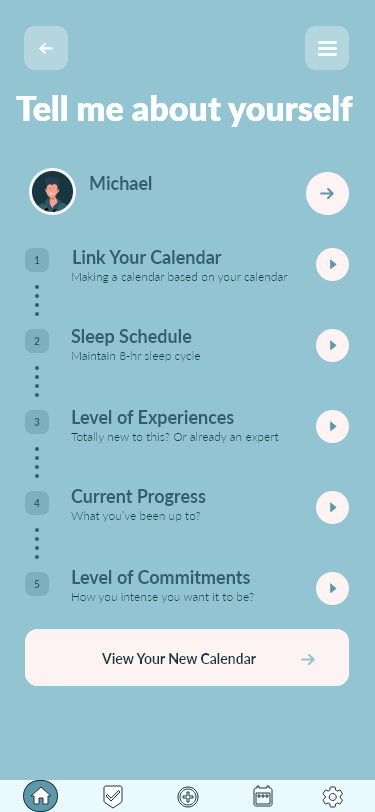 Tell me about yourself
Michael
1
Link Your Calendar
Making a calendar based on your calendar
2
Sleep Schedule
Maintain 8-hr sleep cycle
3
Level of Experiences
Totally new to this? Or already an expert
4
Current Progress
What you've been up to?
5
Level of Commitments
How you intense you want it to be?
View Your New Calendar